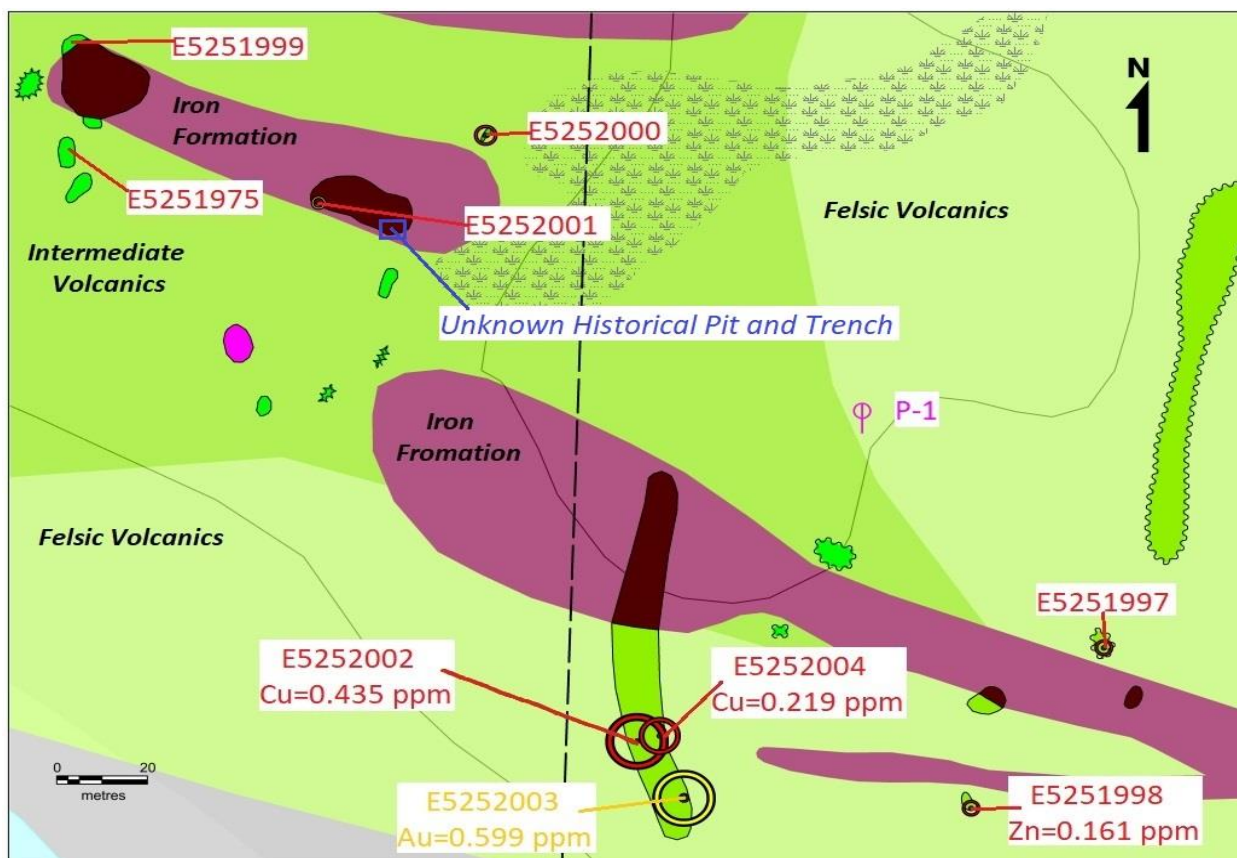 E5251999
N
Iron
Formation
E5252000
E5251975
E5252001
Felsic Volcanics
Intermediate
Volcanics
Unknown Historical Pit and Trench
P-1
Iron
Fromation
Felsic Volcanics
E5251997
E5252002
Cu=0.435 ppm
E5252004
Cu=0.219 ppm
0 20
metres
E5252003
Au=0.599 ppm
E5251998
Zn=0.161 ppm